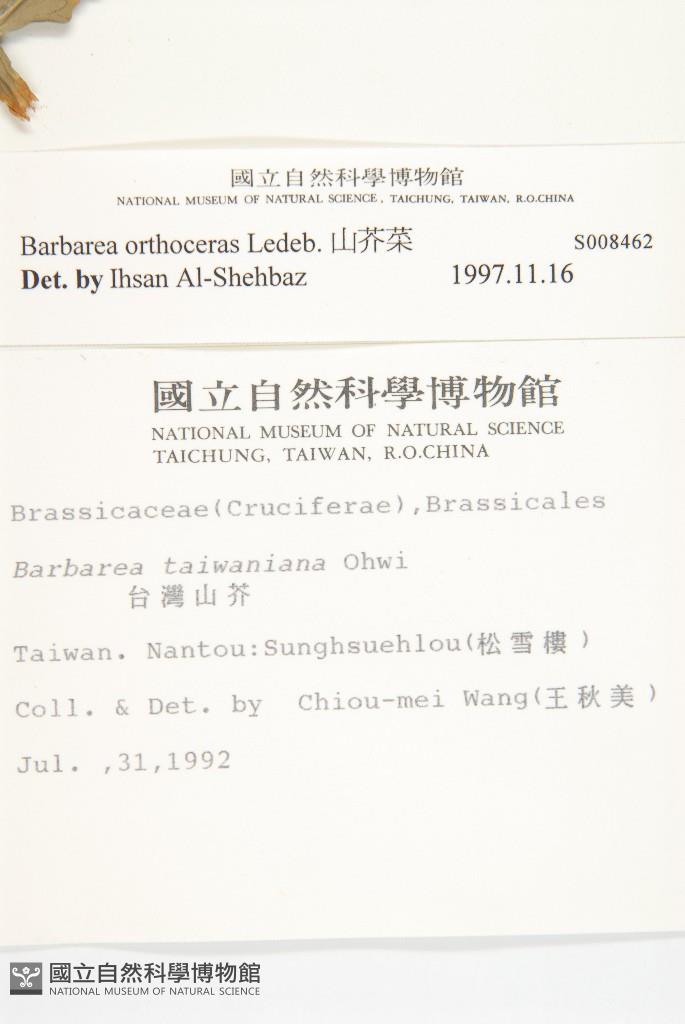 國立自然科學博物館
NATIONAL MUSEUM OF NATURAL SCIENCE, TAICHUNG, TAIWAN, R.O.CHINA
Barbarea orthoceras Ledeb. 山芥菜 S008462
Det. by Ihsan Al-Shehbaz 1997.11.16
國立自然科學博物館
NATIONAL MUSEUM OF NATURAL SCIENCE
TAICHUNG, TAIWAN, R.O.CHINA
Brassicaceae(Cruciferae),Brassicales
Barbarea taiwaniana Ohwi
台灣山芥
Taiwan. Nantou:Sunghsuehlou(松雪樓)
Coll. & Det. by Chiou-mei Wang(王秋美)
Jul. ,31,1992
國立自然科學博物館
NATIONAL MUSEUM OF NATURAL SCIENCE